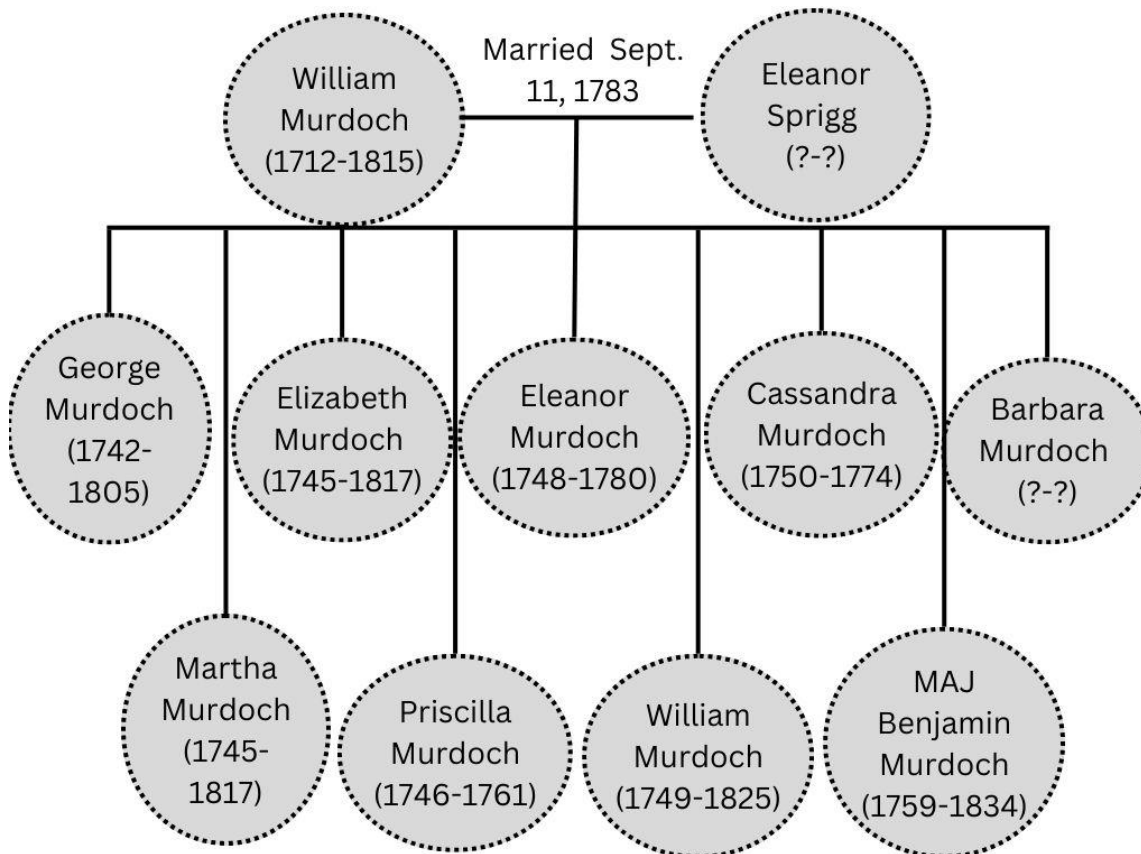 William
Murdoch
(1712-1815)
Married Sept.
11, 1783
Eleanor
Sprigg
(?-?)
George
Murdoch
(1742-
1805)
Elizabeth
Murdoch
(1745-1817)
Eleanor
Murdoch
(1748-1780)
Cassandra
Murdoch
(1750-1774)
Barbara
Murdoch
(?-?)
Martha
Murdoch
(1745-
1817)
Priscilla
Murdoch
(1746-1761)
William
Murdoch
(1749-1825)
MAJ
Benjamin
Murdoch
(1759-1834)